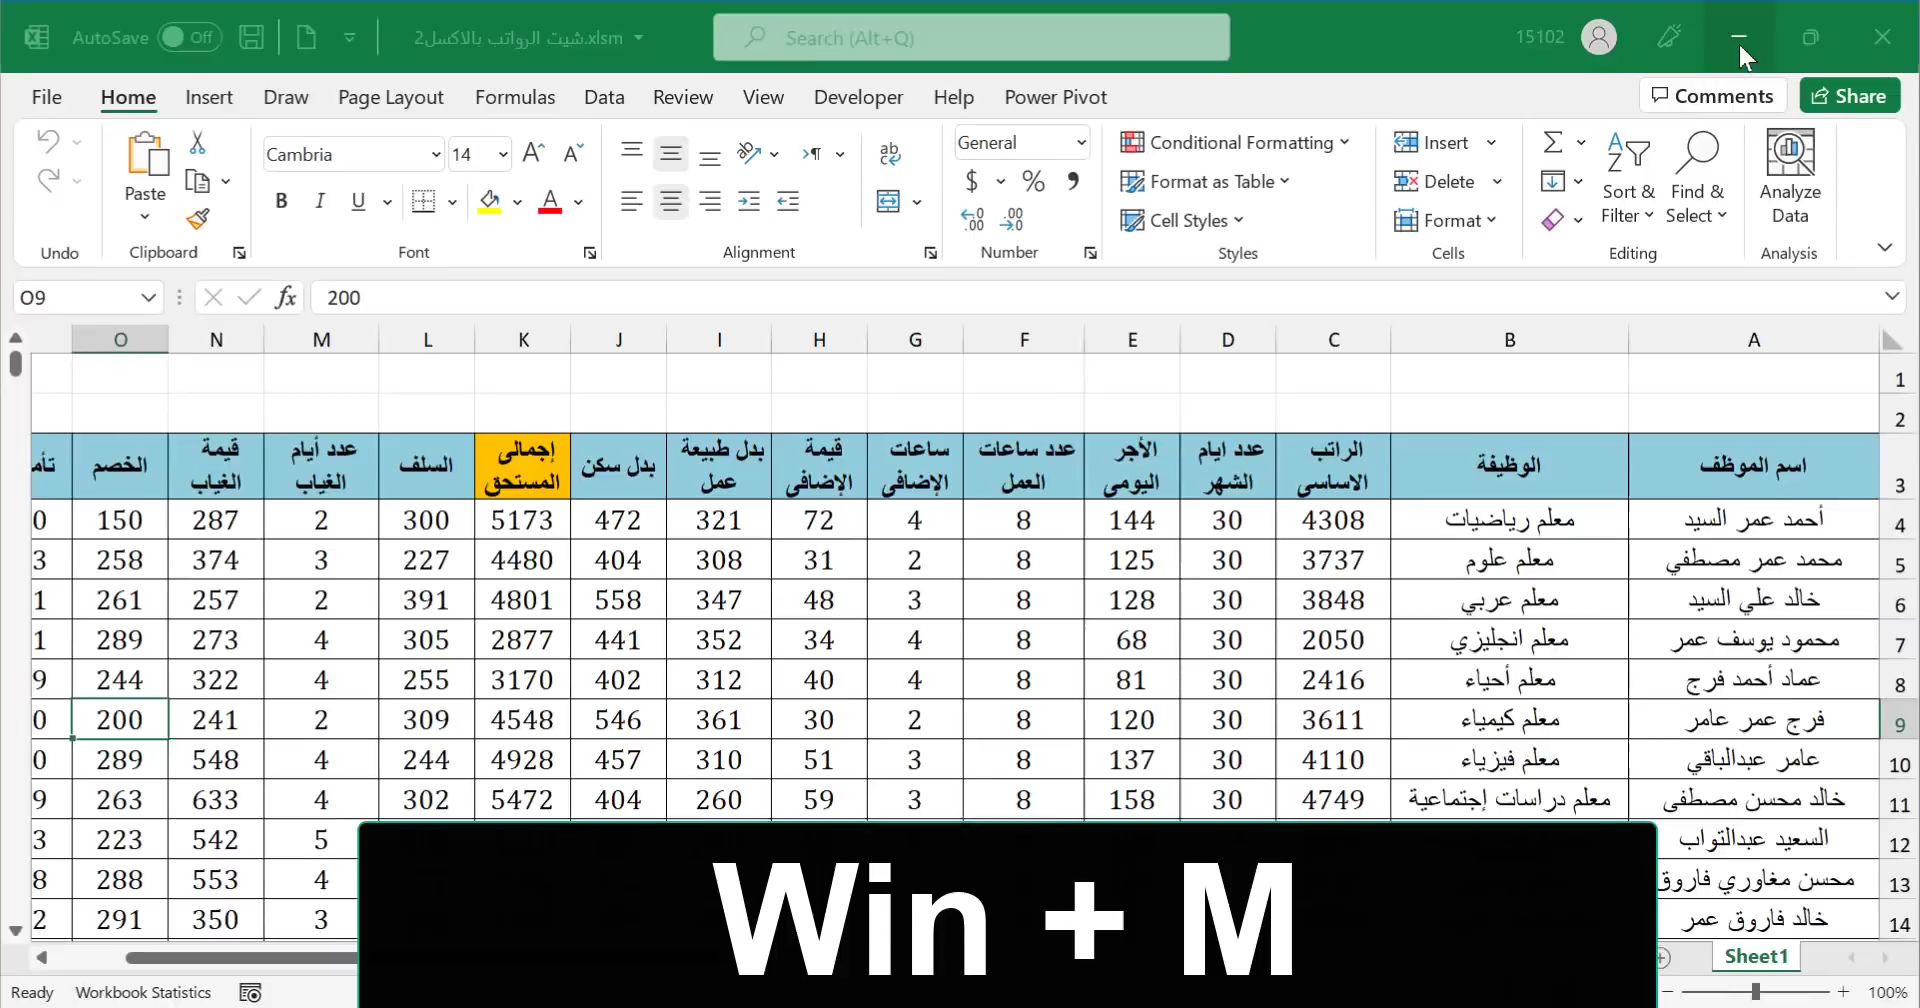 AutoSave Off شيت الرواتب بالاكسل2.xlsm Search (Alt+Q) 15102
File Home Insert Draw Page Layout Formulas Data Review View Developer Help Power Pivot Comments Share
Paste
Cambria 14
B I U
General
$ % 9
Conditional Formatting
Format as Table
Cell Styles
Insert
Delete
Format
Sort & Filter
Find & Select
Analyze Data
Undo Clipboard Font Alignment Number Styles Cells Editing Analysis
O9 fx 200
O N M L K J I H G F E D C B A
1
2
3 اسم الموظف الوظيفة الراتب الاساسى عدد ايام الشهر الأجر اليومى عدد ساعات العمل ساعات الإضافى قيمة الإضافى بدل طبيعة عمل بدل سكن إجمالى المستحق السلف عدد أيام الغياب قيمة الغياب الخصم تأم
4 أحمد عمر السيد معلم رياضيات 4308 30 144 8 4 72 321 472 5173 300 2 287 150 0
5 محمد عمر مصطفي معلم علوم 3737 30 125 8 2 31 308 404 4480 227 3 374 258 3
6 خالد علي السيد معلم عربي 3848 30 128 8 3 48 347 558 4801 391 2 257 261 1
7 محمود يوسف عمر معلم انجليزي 2050 30 68 8 4 34 352 441 2877 305 4 273 289 1
8 عماد أحمد فرج معلم أحياء 2416 30 81 8 4 40 312 402 3170 255 4 322 244 9
9 فرج عمر عامر معلم كيمياء 3611 30 120 8 2 30 361 546 4548 309 2 241 200 0
10 عامر عبدالباقي معلم فيزياء 4110 30 137 8 3 51 310 457 4928 244 4 548 289 0
11 خالد محسن مصطفى معلم دراسات إجتماعية 4749 30 158 8 3 59 260 404 5472 302 4 633 263 9
12 السعيد عبدالتواب 5 542 223 3
13 محسن مغاوري فاروق 4 553 288 8
14 خالد فاروق عمر 3 350 291 2
Win + M
Sheet1
Ready Workbook Statistics 100%